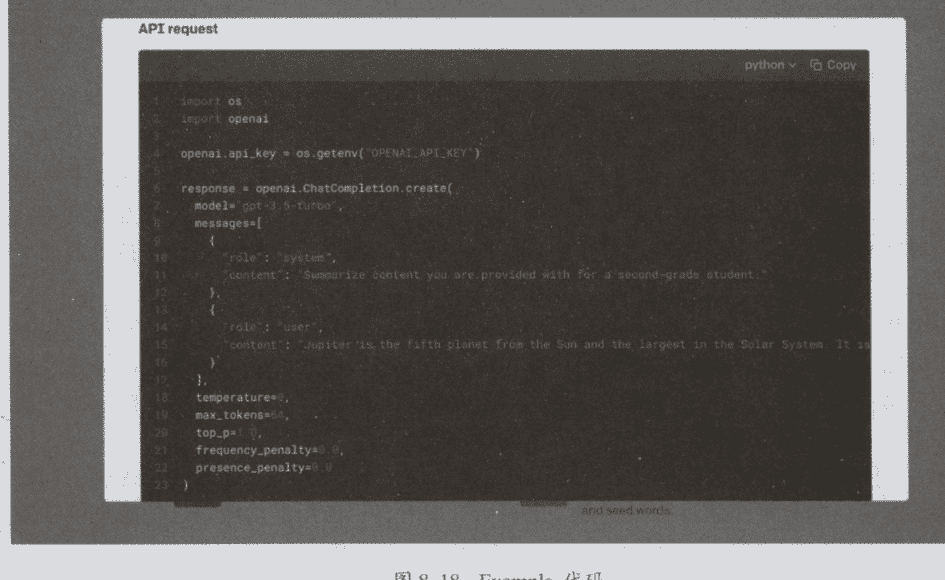 API request
python Copy
1 import os
2 import openai
3
4 openai.api_key = os.getenv("OPENAI_API_KEY")
5
6 response = openai.ChatCompletion.create(
7 model="gpt-3.5-turbo",
8 messages=[
9 {
10 "role": "system",
11 "content": "Summarize content you are provided with for a second-grade student."
12 },
13 {
14 "role": "user",
15 "content": "Jupiter is the fifth planet from the Sun and the largest in the Solar System. It is
16 }
17 ],
18 temperature=0,
19 max_tokens=64,
20 top_p=1.0,
21 frequency_penalty=0.0,
22 presence_penalty=0.0
23 )
and seed words.
图 8-18 Example 代码